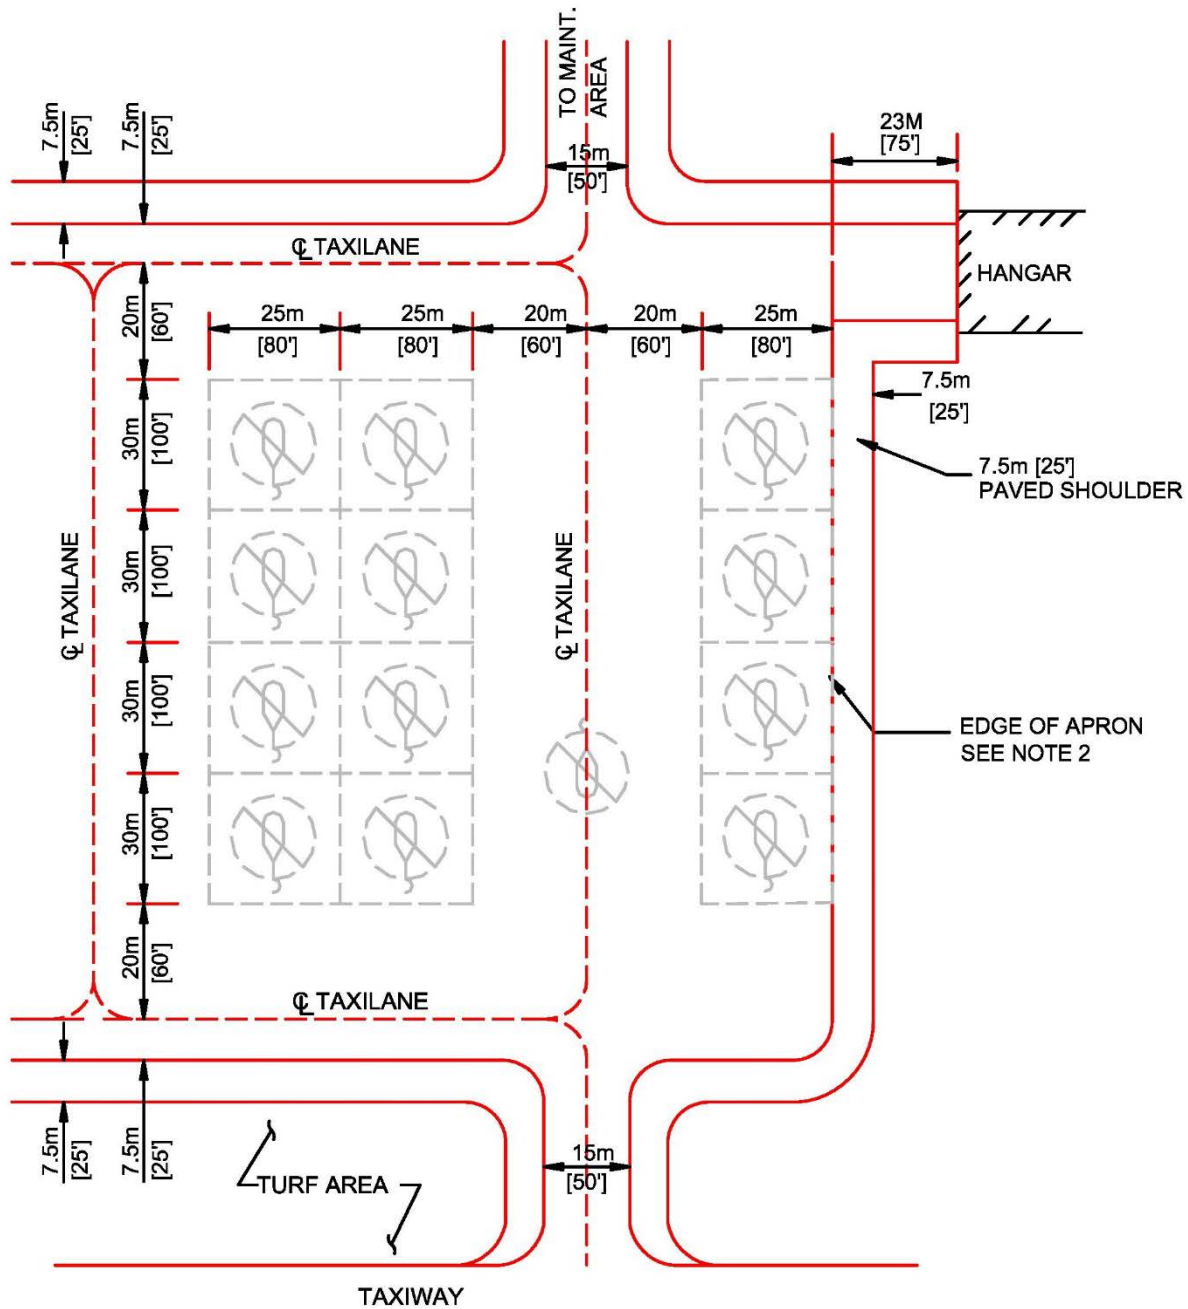 TO MAINT.
AREA
7.5m
[25']
7.5m
[25']
15m
[50']
23M
[75']
℄ TAXILANE
HANGAR
20m
[60']
25m
[80']
25m
[80']
20m
[60']
20m
[60']
25m
[80']
7.5m
[25']
30m
[100']
7.5m [25']
PAVED SHOULDER
℄ TAXILANE
30m
[100']
℄ TAXILANE
30m
[100']
EDGE OF APRON
SEE NOTE 2
30m
[100']
20m
[60']
℄ TAXILANE
7.5m
[25']
7.5m
[25']
15m
[50']
TURF AREA
TAXIWAY